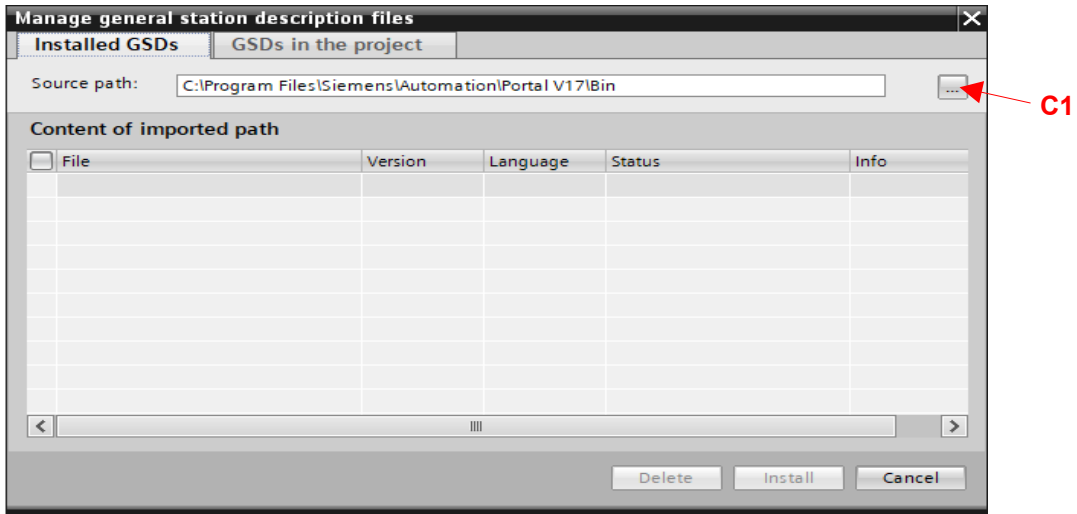 Manage general station description files
Installed GSDs GSDs in the project
Source path: C:\Program Files\Siemens\Automation\Portal V17\Bin ...
C1
Content of imported path
File Version Language Status Info
Delete Install Cancel